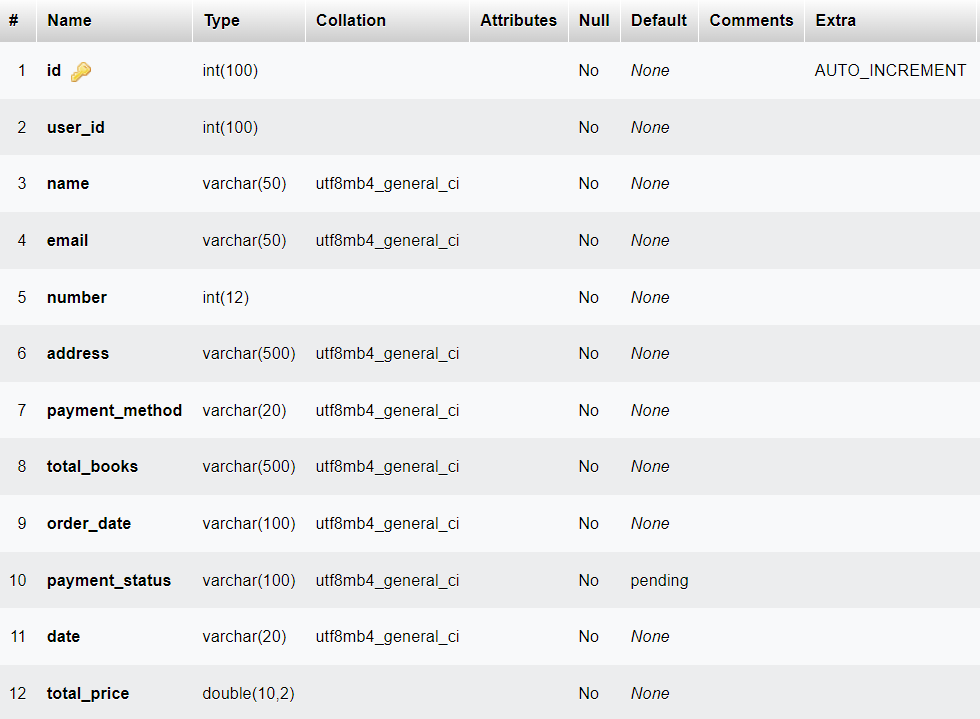 # Name Type Collation Attributes Null Default Comments Extra
1 id int(100) No None AUTO_INCREMENT
2 user_id int(100) No None
3 name varchar(50) utf8mb4_general_ci No None
4 email varchar(50) utf8mb4_general_ci No None
5 number int(12) No None
6 address varchar(500) utf8mb4_general_ci No None
7 payment_method varchar(20) utf8mb4_general_ci No None
8 total_books varchar(500) utf8mb4_general_ci No None
9 order_date varchar(100) utf8mb4_general_ci No None
10 payment_status varchar(100) utf8mb4_general_ci No pending
11 date varchar(20) utf8mb4_general_ci No None
12 total_price double(10,2) No None